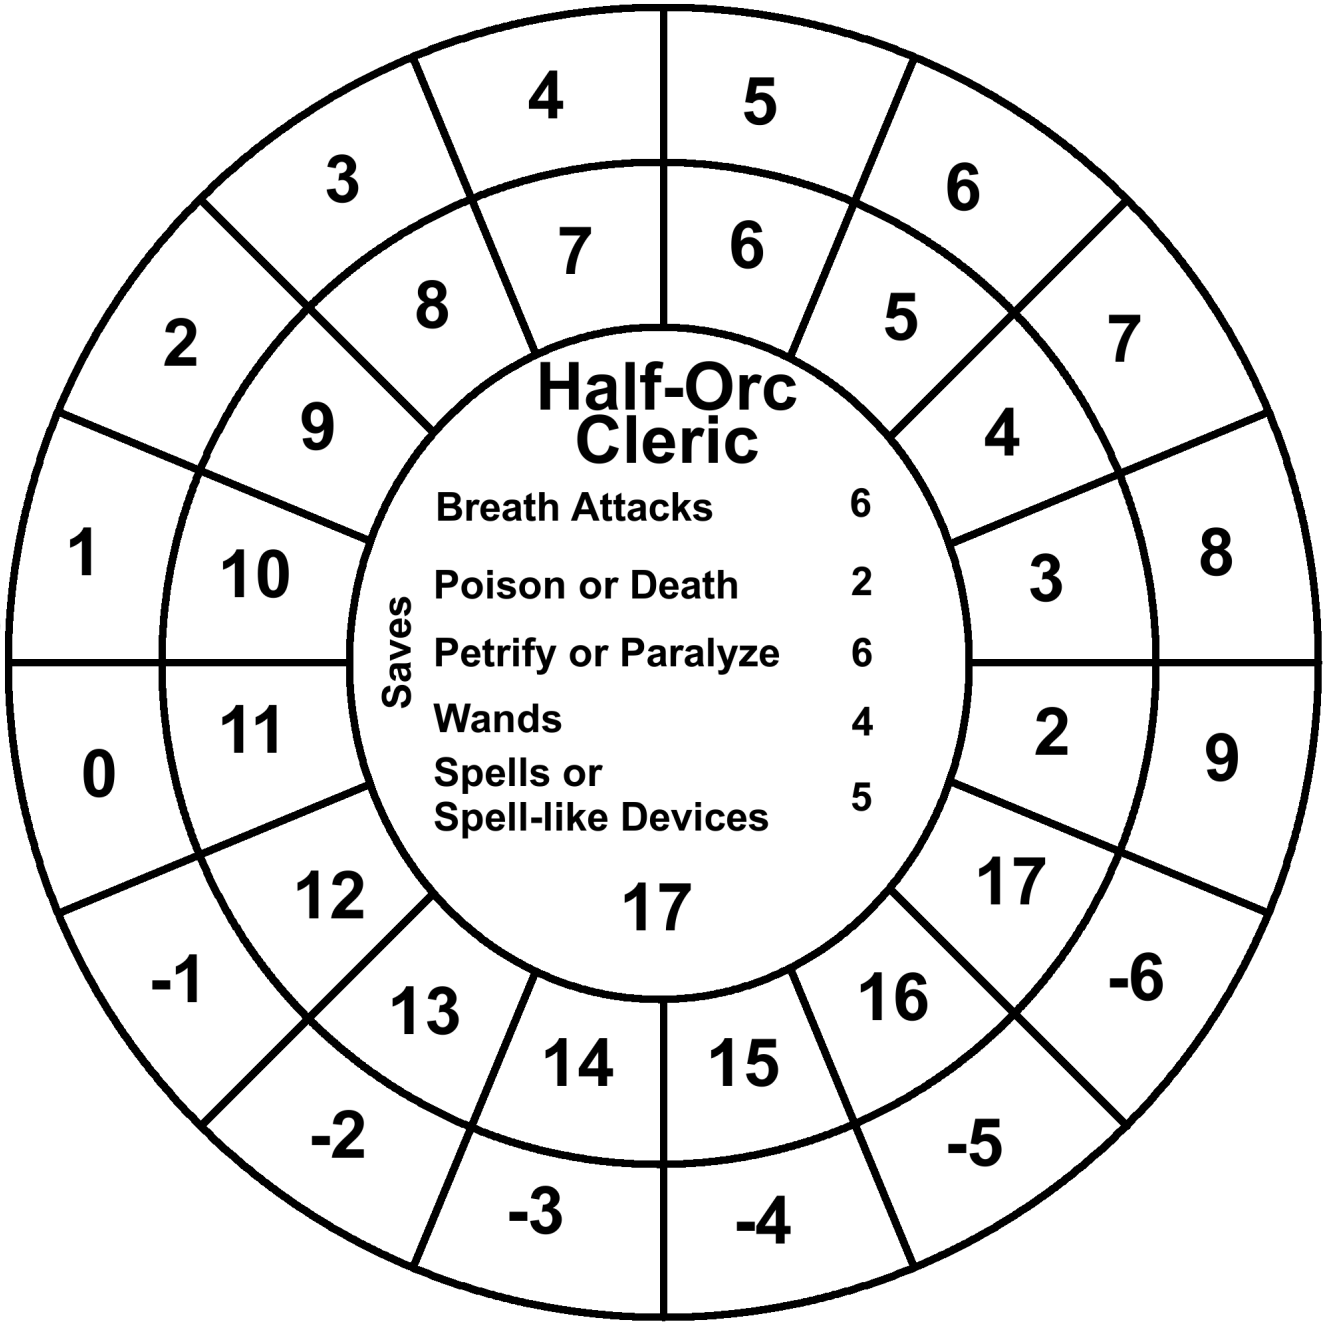 4 5
3 6
7 6
2 8 5 7
9 4
1 10 3 8
0 11 2 9
Half-Orc
Cleric
Saves
Breath Attacks 6
Poison or Death 2
Petrify or Paralyze 6
Wands 4
Spells or
Spell-like Devices 5
17
12 17
-1 13 16 -6
14 15
-2 -5
-3 -4